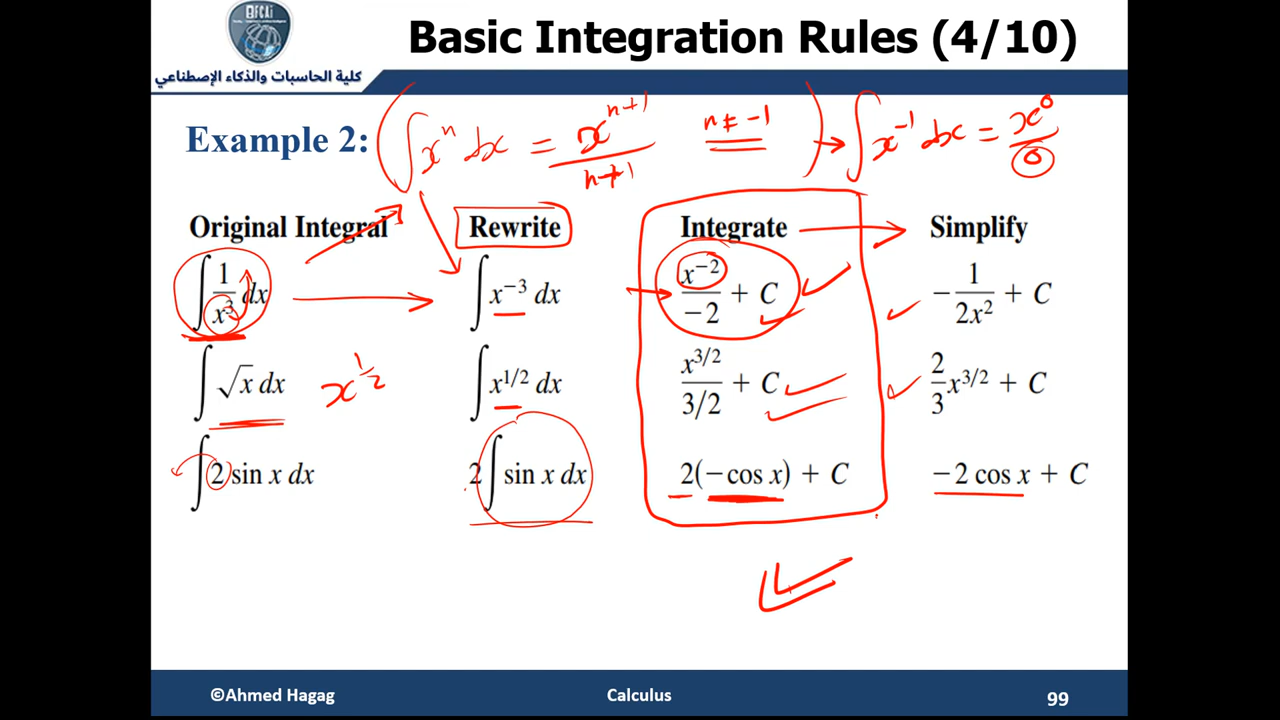 FCAi
Basic Integration Rules (4/10)
كلية الحاسبات والذكاء الإصطناعي
Example 2: (∫ xⁿ dx = xⁿ⁺¹/(n+1) n ≠ -1) → ∫ x⁻¹ dx = x⁰/0
Original Integral Rewrite Integrate Simplify
∫ 1/x³ dx ∫ x⁻³ dx x⁻²/−2 + C −1/2x² + C
∫ √x dx x^½ ∫ x^1/2 dx x^3/2/3/2 + C 2/3 x^3/2 + C
∫ 2 sin x dx 2∫ sin x dx 2(−cos x) + C −2 cos x + C
©Ahmed Hagag Calculus 99